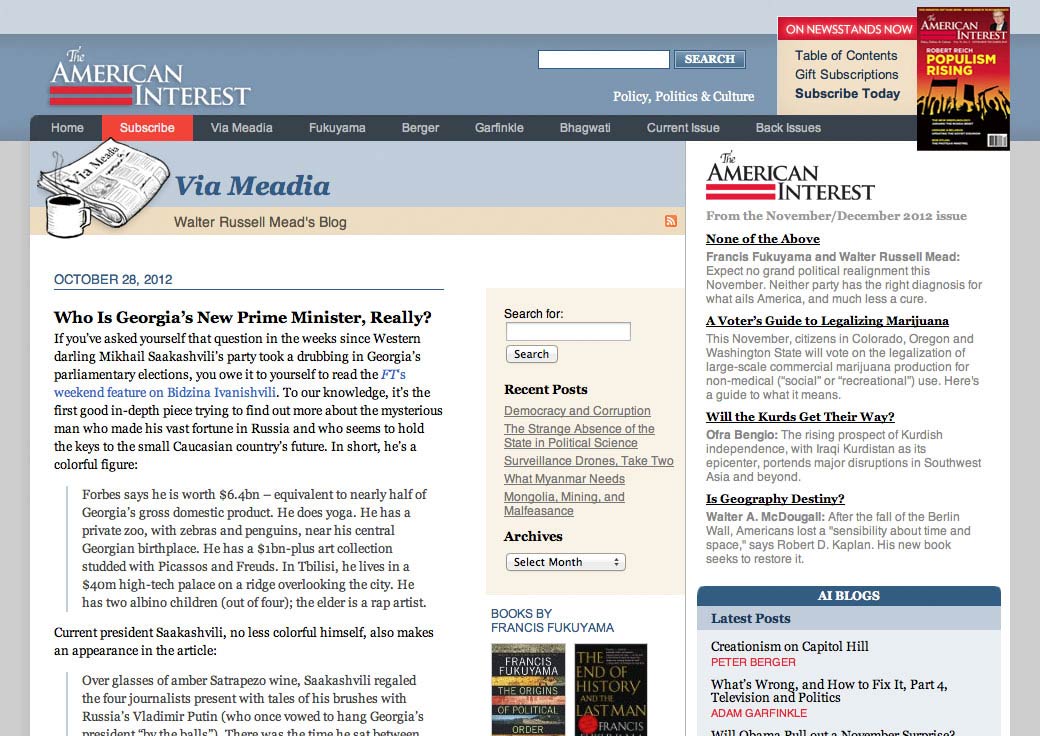 The
AMERICAN
INTEREST
SEARCH
Policy, Politics & Culture
ON NEWSSTANDS NOW
Table of Contents
Gift Subscriptions
Subscribe Today
The
AMERICAN
INTEREST
ROBERT REICH
POPULISM
RISING
Home
Subscribe
Via Meadia
Fukuyama
Berger
Garfinkle
Bhagwati
Current Issue
Back Issues
Via Meadia
Via Meadia
Walter Russell Mead's Blog
OCTOBER 28, 2012
Who Is Georgia’s New Prime Minister, Really?
If you’ve asked yourself that question in the weeks since Western
darling Mikhail Saakashvili’s party took a drubbing in Georgia’s
parliamentary elections, you owe it to yourself to read the FT‘s
weekend feature on Bidzina Ivanishvili. To our knowledge, it’s the
first good in-depth piece trying to find out more about the mysterious
man who made his vast fortune in Russia and who seems to hold
the keys to the small Caucasian country’s future. In short, he’s a
colorful figure:
Forbes says he is worth $6.4bn – equivalent to nearly half of
Georgia’s gross domestic product. He does yoga. He has a
private zoo, with zebras and penguins, near his central
Georgian birthplace. He has a $1bn-plus art collection
studded with Picassos and Freuds. In Tbilisi, he lives in a
$40m high-tech palace on a ridge overlooking the city. He
has two albino children (out of four); the elder is a rap artist.
Current president Saakashvili, no less colorful himself, also makes
an appearance in the article:
Over glasses of amber Satrapezo wine, Saakashvili regaled
the four journalists present with tales of his brushes with
Russia’s Vladimir Putin (who once vowed to hang Georgia’s
president “by the balls”). There was the time he sat between
Search for:
Search
Recent Posts
Democracy and Corruption
The Strange Absence of the
State in Political Science
Surveillance Drones, Take Two
What Myanmar Needs
Mongolia, Mining, and
Malfeasance
Archives
Select Month
BOOKS BY
FRANCIS FUKUYAMA
FRANCIS
FUKUYAMA
THE ORIGINS
OF POLITICAL
ORDER
THE
END OF
HISTORY
AND THE
LAST MAN
FRANCIS
The
AMERICAN
INTEREST
From the November/December 2012 issue
None of the Above
Francis Fukuyama and Walter Russell Mead:
Expect no grand political realignment this
November. Neither party has the right diagnosis for
what ails America, and much less a cure.
A Voter’s Guide to Legalizing Marijuana
This November, citizens in Colorado, Oregon and
Washington State will vote on the legalization of
large-scale commercial marijuana production for
non-medical (“social” or “recreational”) use. Here’s
a guide to what it means.
Will the Kurds Get Their Way?
Ofra Bengio: The rising prospect of Kurdish
independence, with Iraqi Kurdistan as its
epicenter, portends major disruptions in Southwest
Asia and beyond.
Is Geography Destiny?
Walter A. McDougall: After the fall of the Berlin
Wall, Americans lost a "sensibility about time and
space," says Robert D. Kaplan. His new book
seeks to restore it.
AI BLOGS
Latest Posts
Creationism on Capitol Hill
PETER BERGER
What’s Wrong, and How to Fix It, Part 4,
Television and Politics
ADAM GARFINKLE
Will Obama Pull out a November Surprise?